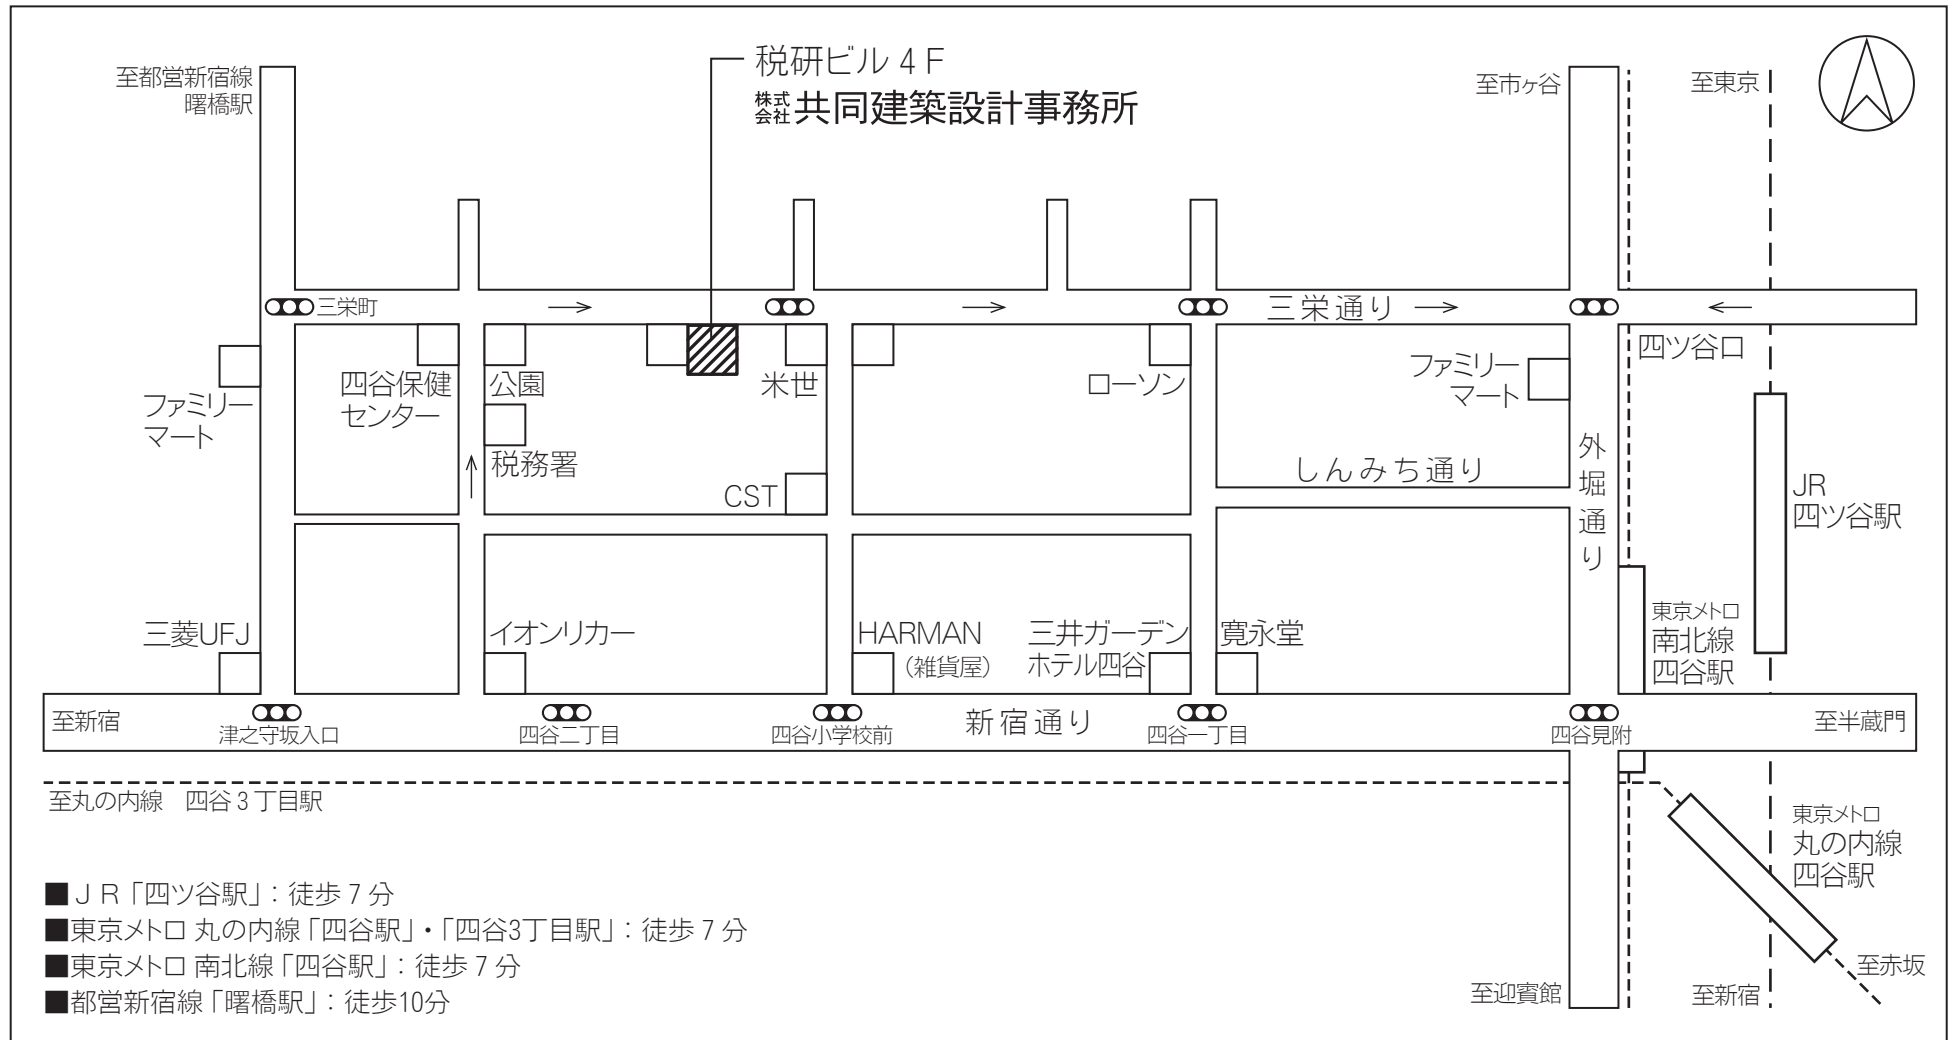 税研ビル 4 F
株式会社 共同建築設計事務所
至都営新宿線
曙橋駅
至市ヶ谷
至東京
三栄町
三栄通り
四ツ谷口
ファミリー
マート
四谷保健
センター
公園
税務署
米世
CST
ローソン
ファミリー
マート
しんみち通り
外堀通り
JR
四ツ谷駅
三菱UFJ
イオンリカー
HARMAN
（雑貨屋）
三井ガーデン
ホテル四谷
寛永堂
東京メトロ
南北線
四谷駅
至新宿
津之守坂入口
四谷二丁目
四谷小学校前
新宿通り
四谷一丁目
四谷見附
至半蔵門
至丸の内線　四谷 3 丁目駅
東京メトロ
丸の内線
四谷駅
至赤坂
至迎賓館
至新宿
■ＪＲ「四ツ谷駅」：徒歩 7 分
■東京メトロ 丸の内線「四谷駅」・「四谷3丁目駅」：徒歩 7 分
■東京メトロ 南北線「四谷駅」：徒歩 7 分
■都営新宿線「曙橋駅」：徒歩10分